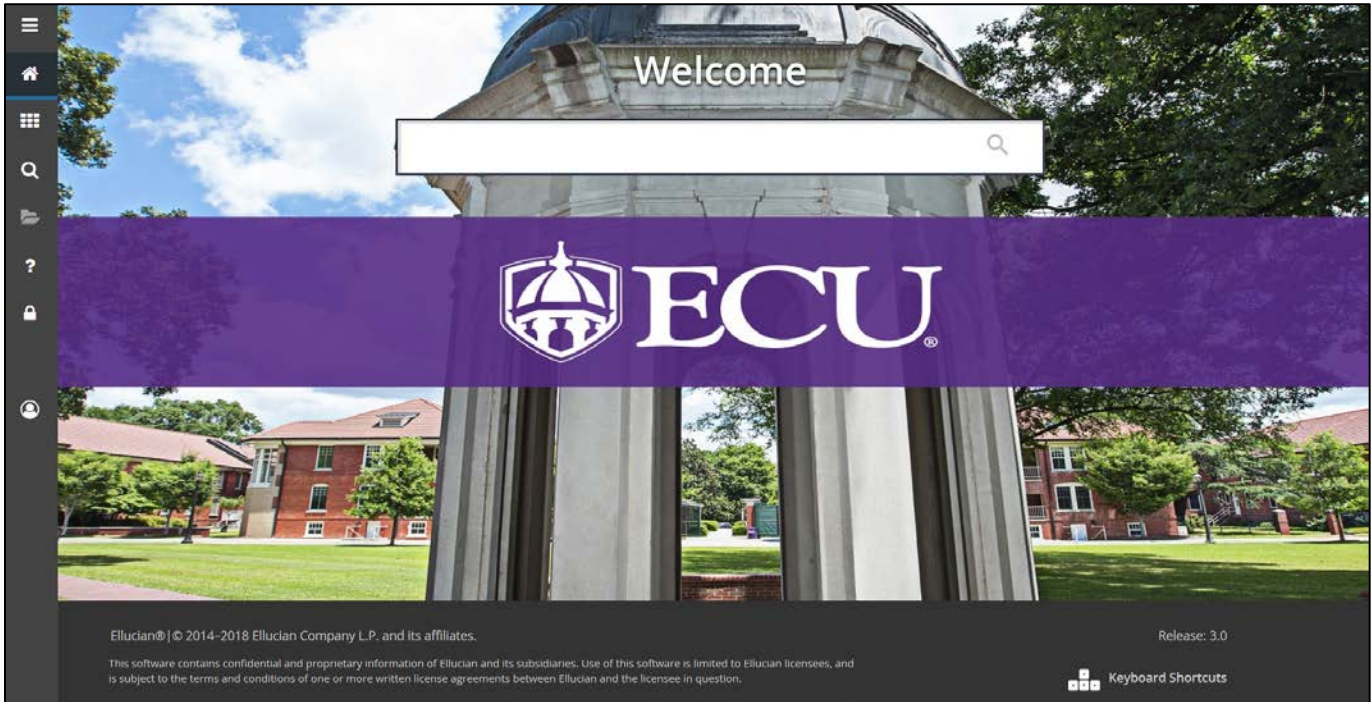 Welcome
ECU®
Ellucian®|© 2014–2018 Ellucian Company L.P. and its affiliates.
Release: 3.0
This software contains confidential and proprietary information of Ellucian and its subsidiaries. Use of this software is limited to Ellucian licensees, and
is subject to the terms and conditions of one or more written license agreements between Ellucian and the licensee in question.
Keyboard Shortcuts